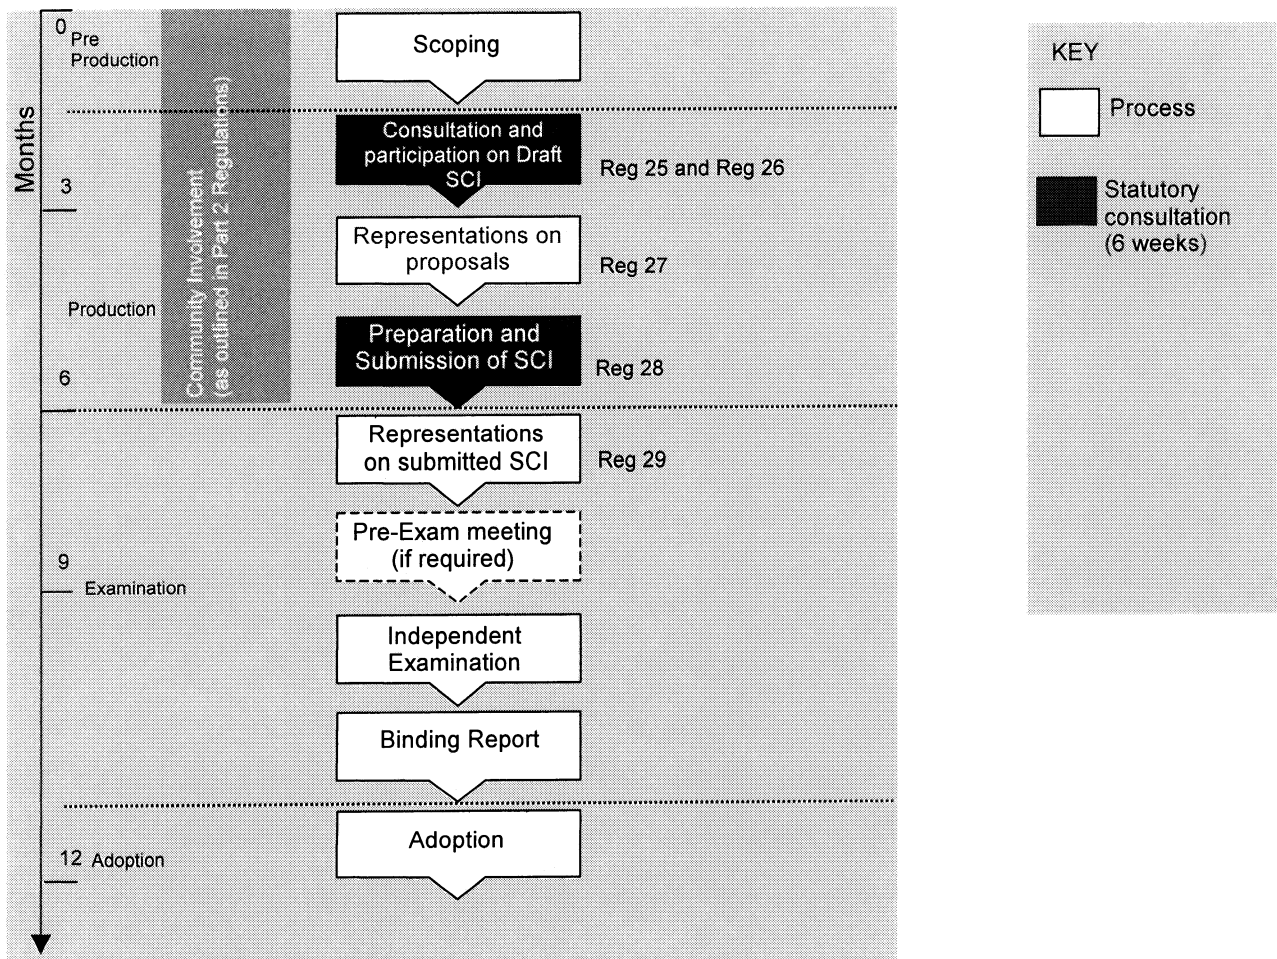 Months
0
Pre
Production
3
Production
6
9
Examination
12 Adoption
Community Involvement
(as outlined in Part 2 Regulations)
Scoping
Consultation and
participation on Draft
SCI
Reg 25 and Reg 26
Representations on
proposals
Reg 27
Preparation and
Submission of SCI
Reg 28
Representations
on submitted SCI
Reg 29
Pre-Exam meeting
(if required)
Independent
Examination
Binding Report
Adoption
KEY
Process
Statutory
consultation
(6 weeks)